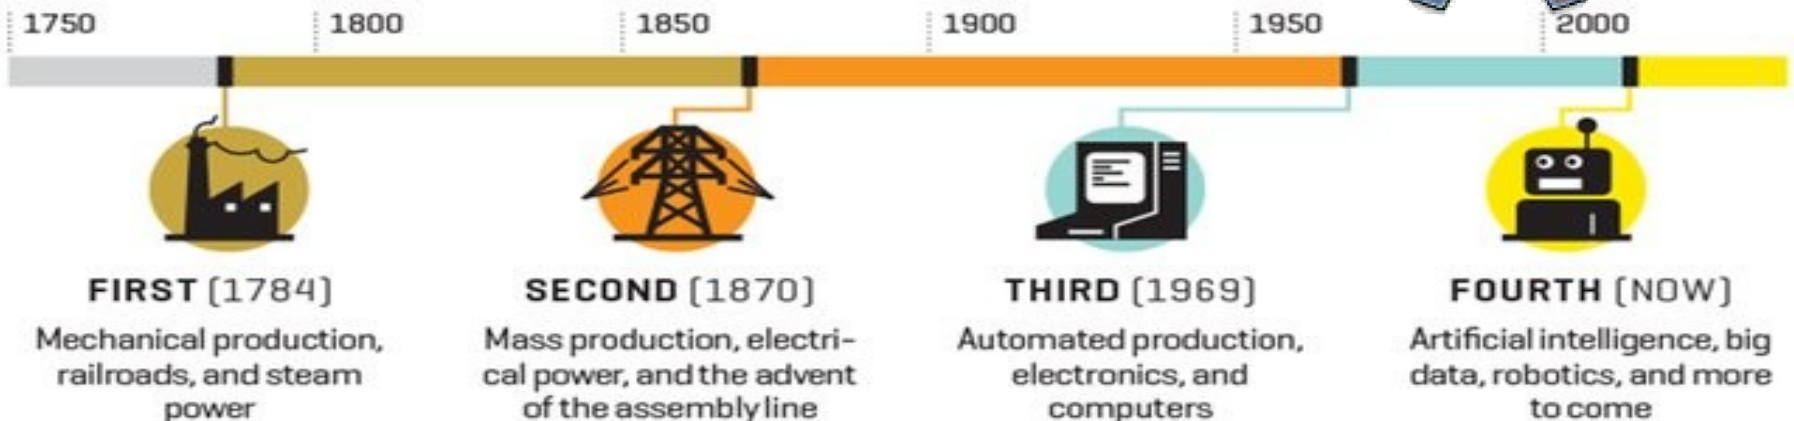 1750 1800 1850 1900 1950 2000
FIRST (1784)
Mechanical production,
railroads, and steam
power
SECOND (1870)
Mass production, electri-
cal power, and the advent
of the assembly line
THIRD (1969)
Automated production,
electronics, and
computers
FOURTH (NOW)
Artificial intelligence, big
data, robotics, and more
to come